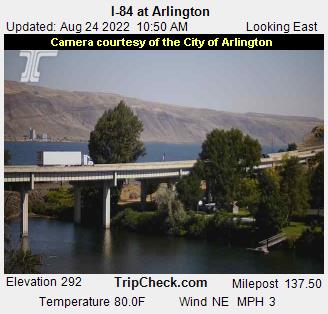 I-84 at Arlington
Updated: Aug 24 2022 10:50 AM Looking East
Camera courtesy of the City of Arlington
Elevation 292 TripCheck.com Milepost 137.50
Temperature 80.0F Wind NE MPH 3